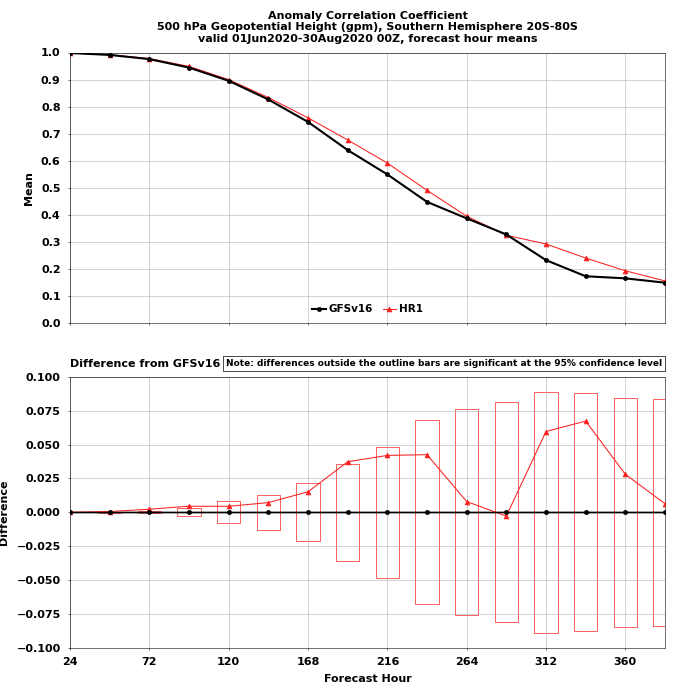 Anomaly Correlation Coefficient
500 hPa Geopotential Height (gpm), Southern Hemisphere 20S-80S
valid 01Jun2020-30Aug2020 00Z, forecast hour means
1.0
0.9
0.8
0.7
0.6
0.5
0.4
0.3
0.2
0.1
0.0
Mean
GFSv16 HR1
Difference from GFSv16 Note: differences outside the outline bars are significant at the 95% confidence level
0.100
0.075
0.050
0.025
0.000
−0.025
−0.050
−0.075
−0.100
Difference
24 72 120 168 216 264 312 360
Forecast Hour